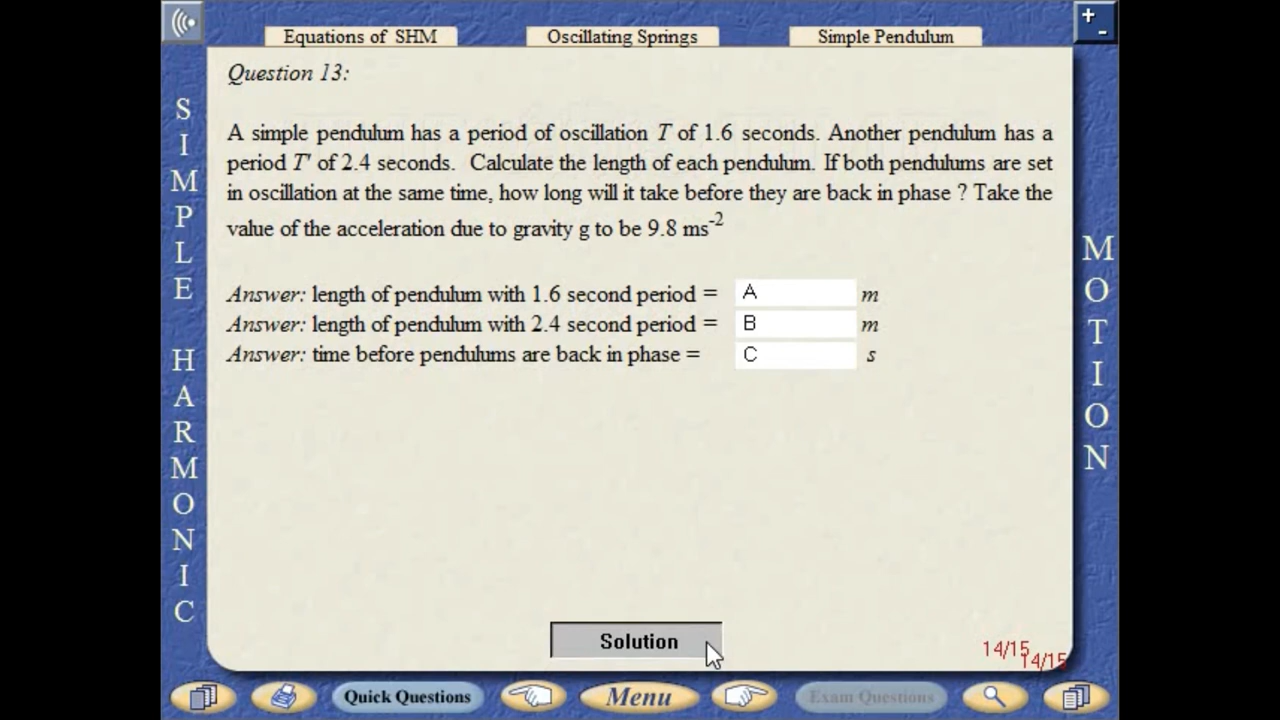 Equations of SHM
Oscillating Springs
Simple Pendulum
+
-
Question 13:
A simple pendulum has a period of oscillation T of 1.6 seconds. Another pendulum has a
period T' of 2.4 seconds. Calculate the length of each pendulum. If both pendulums are set
in oscillation at the same time, how long will it take before they are back in phase ? Take the
value of the acceleration due to gravity g to be 9.8 ms⁻²
Answer: length of pendulum with 1.6 second period = A m
Answer: length of pendulum with 2.4 second period = B m
Answer: time before pendulums are back in phase = C s
SIMPLE HARMONIC
MOTION
Solution
14/15
14/15
Quick Questions
Menu
Exam Questions